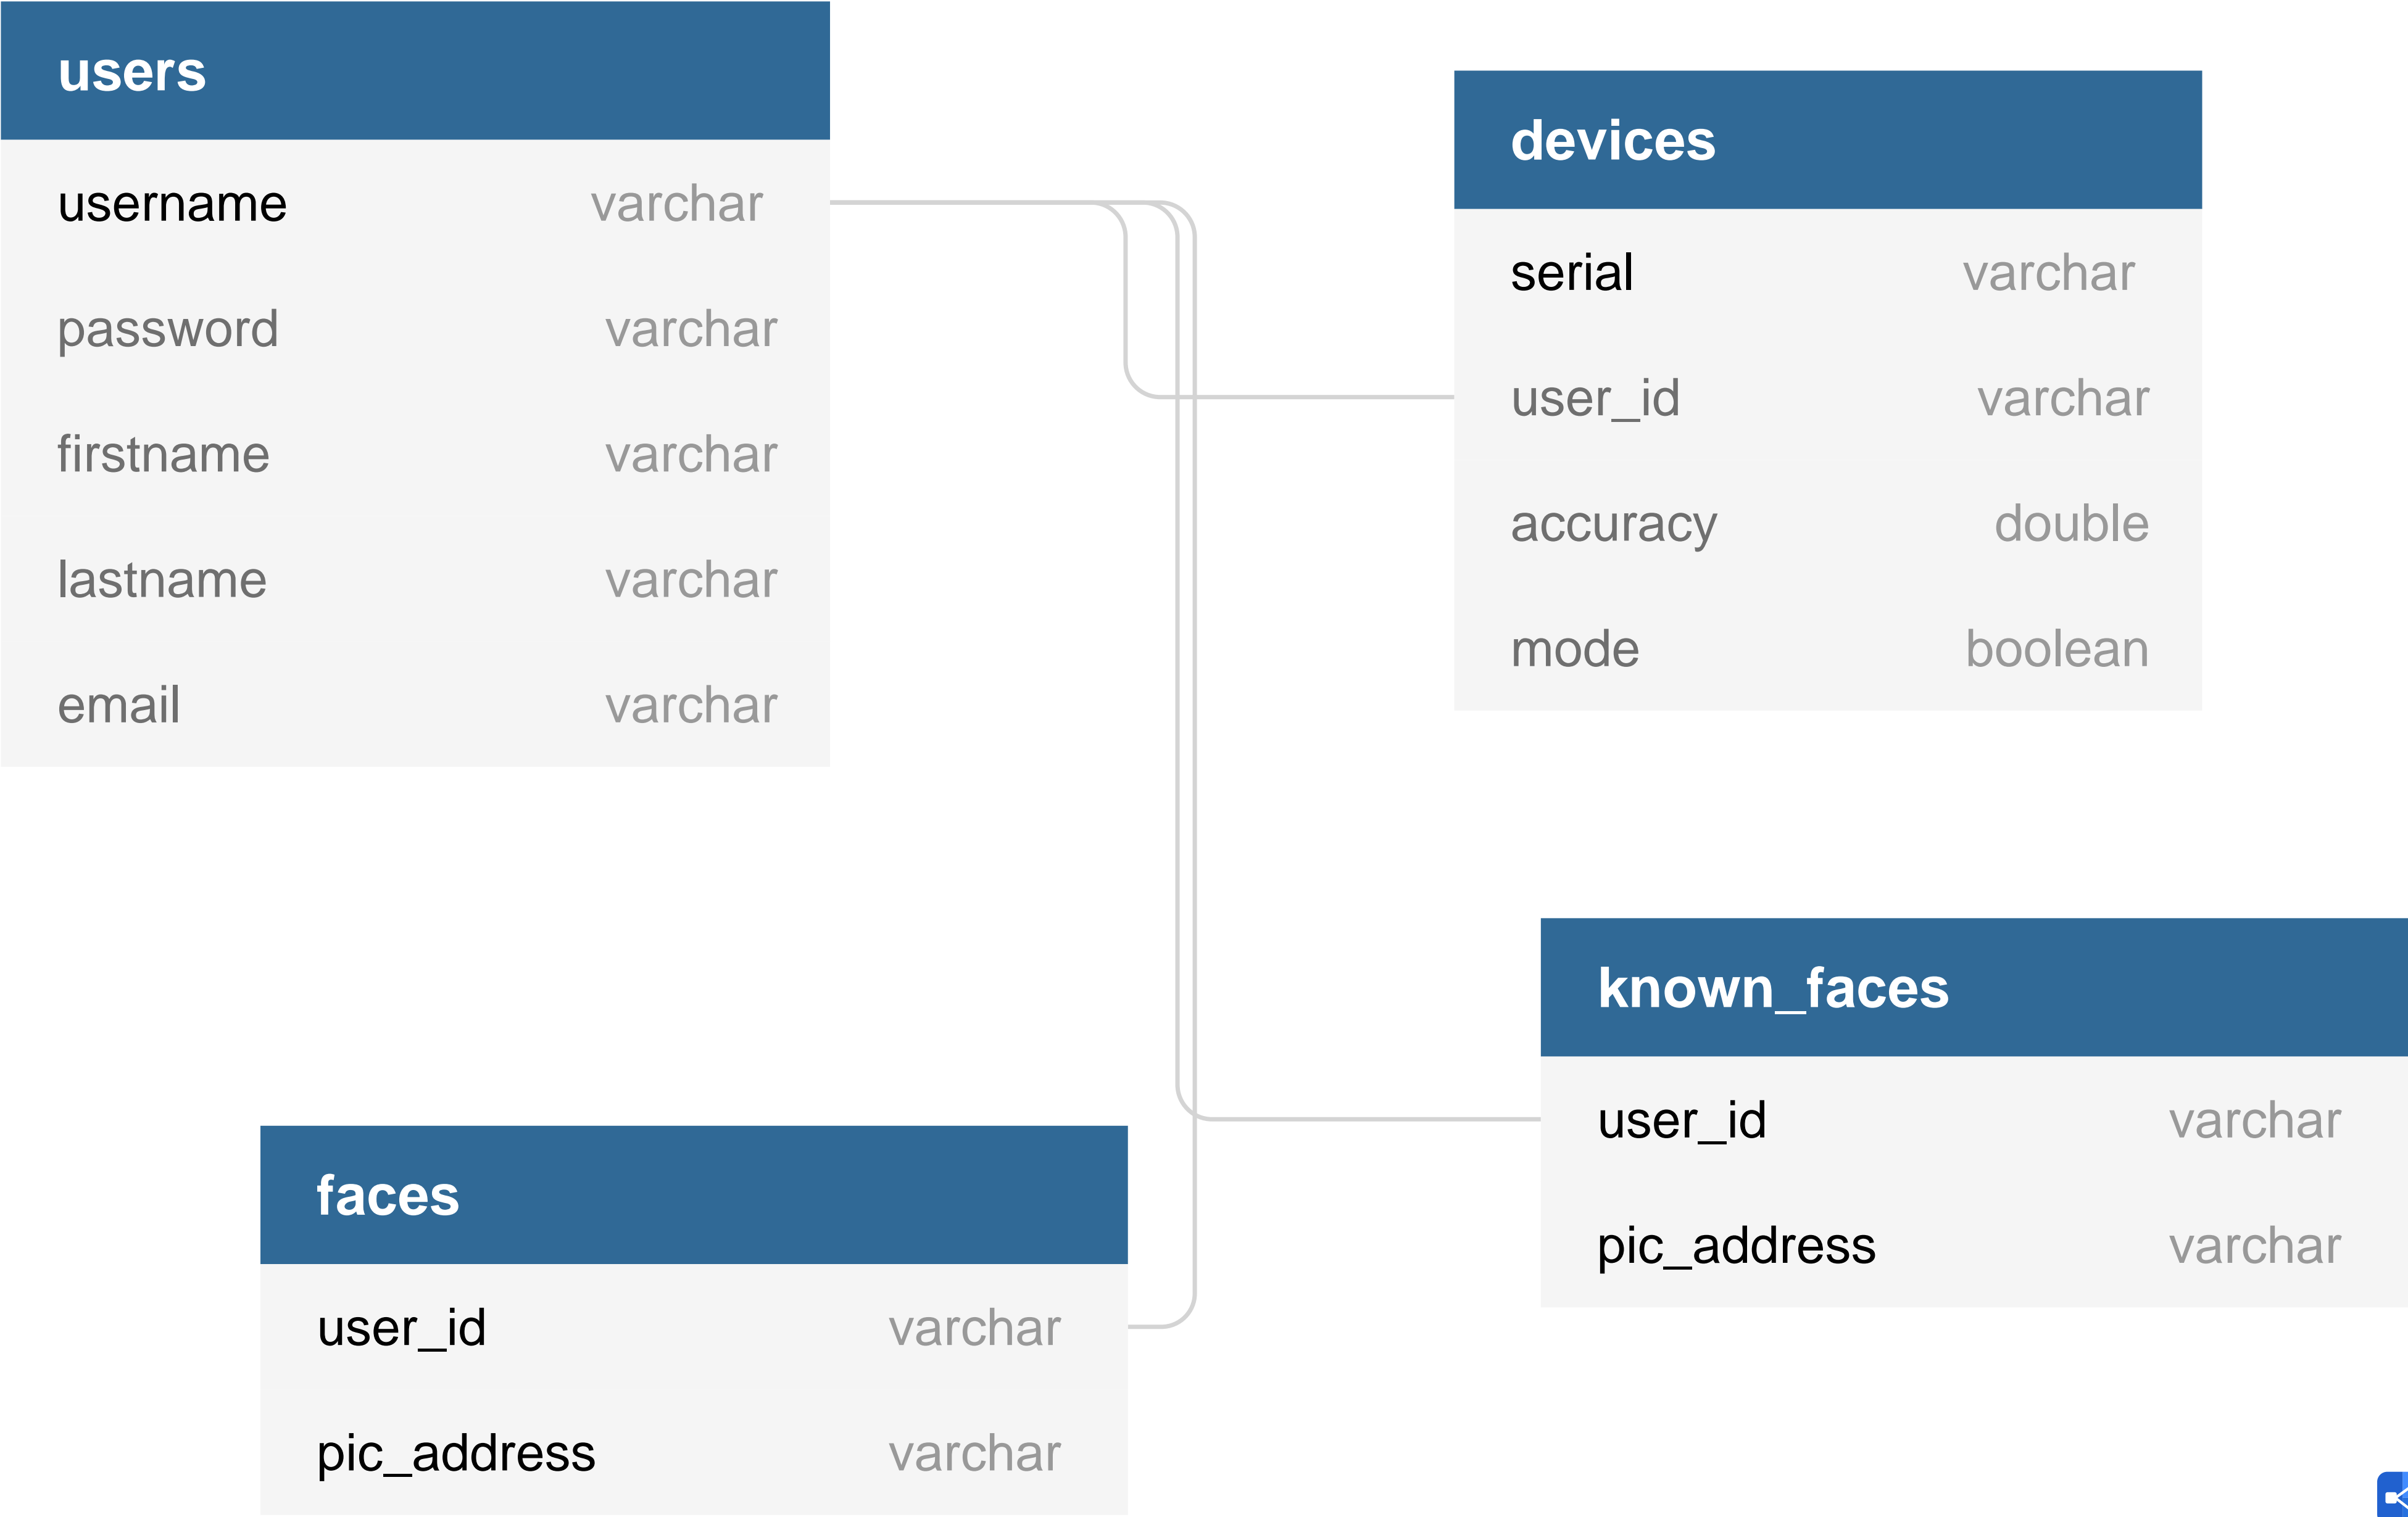 users
username varchar
password varchar
firstname varchar
lastname varchar
email varchar
devices
serial varchar
user_id varchar
accuracy double
mode boolean
known_faces
user_id varchar
pic_address varchar
faces
user_id varchar
pic_address varchar